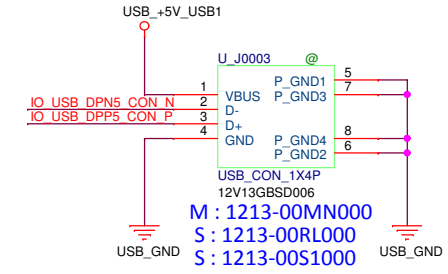 USB_+5V_USB1
U_J0003 @
1 VBUS P_GND1 5
P_GND3 7
IO_USB_DPN5_CON_N 2 D-
IO_USB_DPP5_CON_P 3 D+
4 GND P_GND4 8
P_GND2 6
USB_CON_1X4P
12V13GBSD006
M : 1213-00MN000
S : 1213-00RL000
S : 1213-00S1000
USB_GND USB_GND